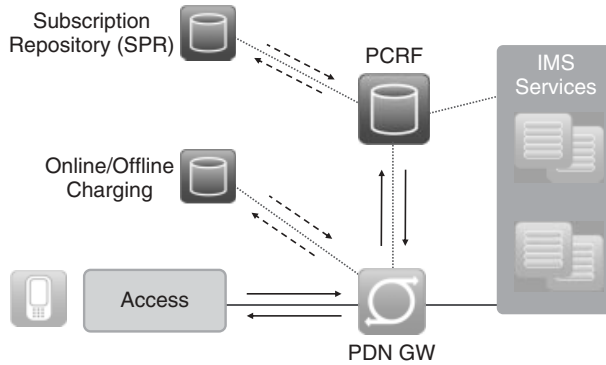 Subscription
Repository (SPR)
PCRF
IMS
Services
Online/Offline
Charging
Access
PDN GW